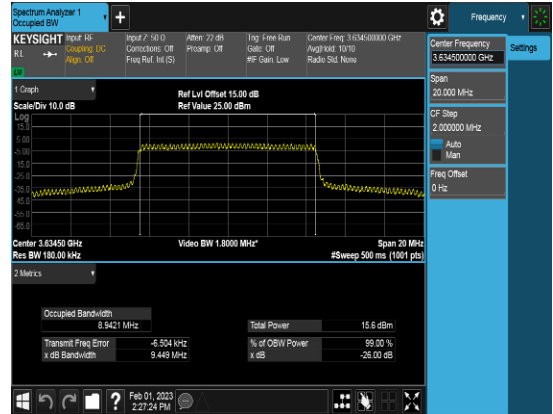 Spectrum Analyzer 1
Occupied BW
+
Frequency
KEYSIGHT
RL
Input: RF
Coupling: DC
Align: Off
Input Z: 50 Ω
Corrections: Off
Freq Ref: Int (S)
Atten: 22 dB
Preamp: Off
Trig: Free Run
Gate: Off
#IF Gain: Low
Center Freq: 3.634500000 GHz
Avg|Hold: 10/10
Radio Std: None
LXI
Center Frequency
3.634500000 GHz
Settings
Span
20.000 MHz
CF Step
2.000000 MHz
Auto
Man
Freq Offset
0 Hz
1 Graph
Scale/Div 10.0 dB
Ref Lvl Offset 15.00 dB
Ref Value 25.00 dBm
Log
15.0
5.00
-5.00
-15.0
-25.0
-35.0
-45.0
-55.0
-65.0
Center 3.63450 GHz
Video BW 1.8000 MHz*
Span 20 MHz
Res BW 180.00 kHz
#Sweep 500 ms (1001 pts)
2 Metrics
Occupied Bandwidth
8.9421 MHz
Total Power
15.6 dBm
Transmit Freq Error
-6.504 kHz
% of OBW Power
99.00 %
x dB Bandwidth
9.449 MHz
x dB
-26.00 dB
?
Feb 01, 2023
2:27:24 PM